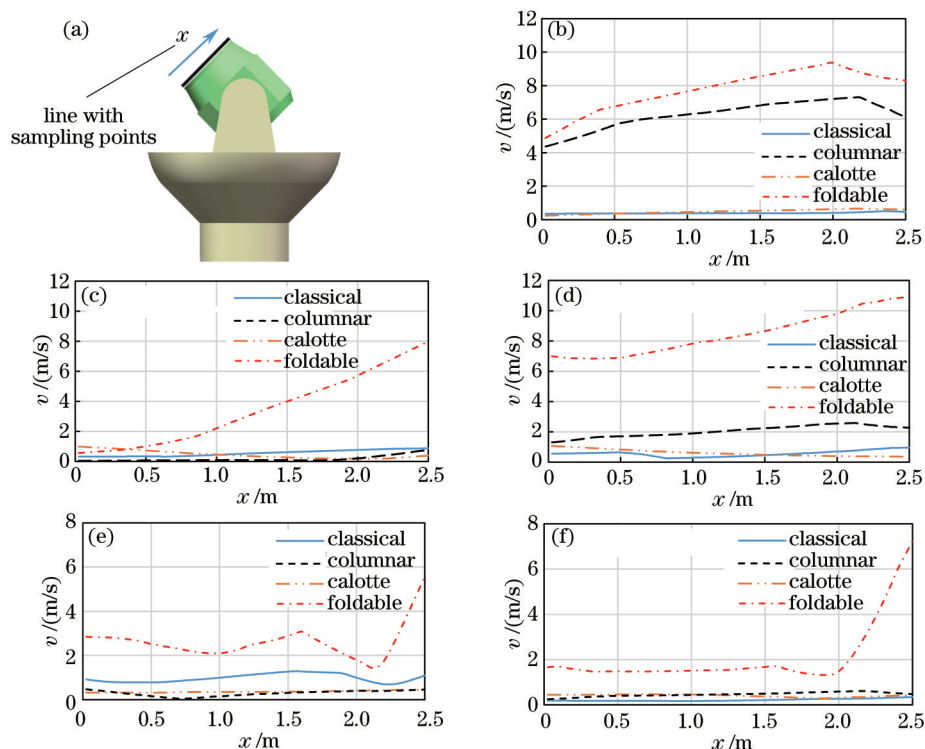 (a)
x
line with
sampling points
(b)
v /(m/s)
12
10
8
6
4
2
0
classical
columnar
calotte
foldable
0 0.5 1.0 1.5 2.0 2.5
x /m
(c)
v /(m/s)
12
10
8
6
4
2
0
classical
columnar
calotte
foldable
0 0.5 1.0 1.5 2.0 2.5
x /m
(d)
v /(m/s)
12
10
8
6
4
2
0
classical
columnar
calotte
foldable
0 0.5 1.0 1.5 2.0 2.5
x /m
(e)
v /(m/s)
8
6
4
2
0
classical
columnar
calotte
foldable
0 0.5 1.0 1.5 2.0 2.5
x /m
(f)
v /(m/s)
8
6
4
2
0
classical
columnar
calotte
foldable
0 0.5 1.0 1.5 2.0 2.5
x /m